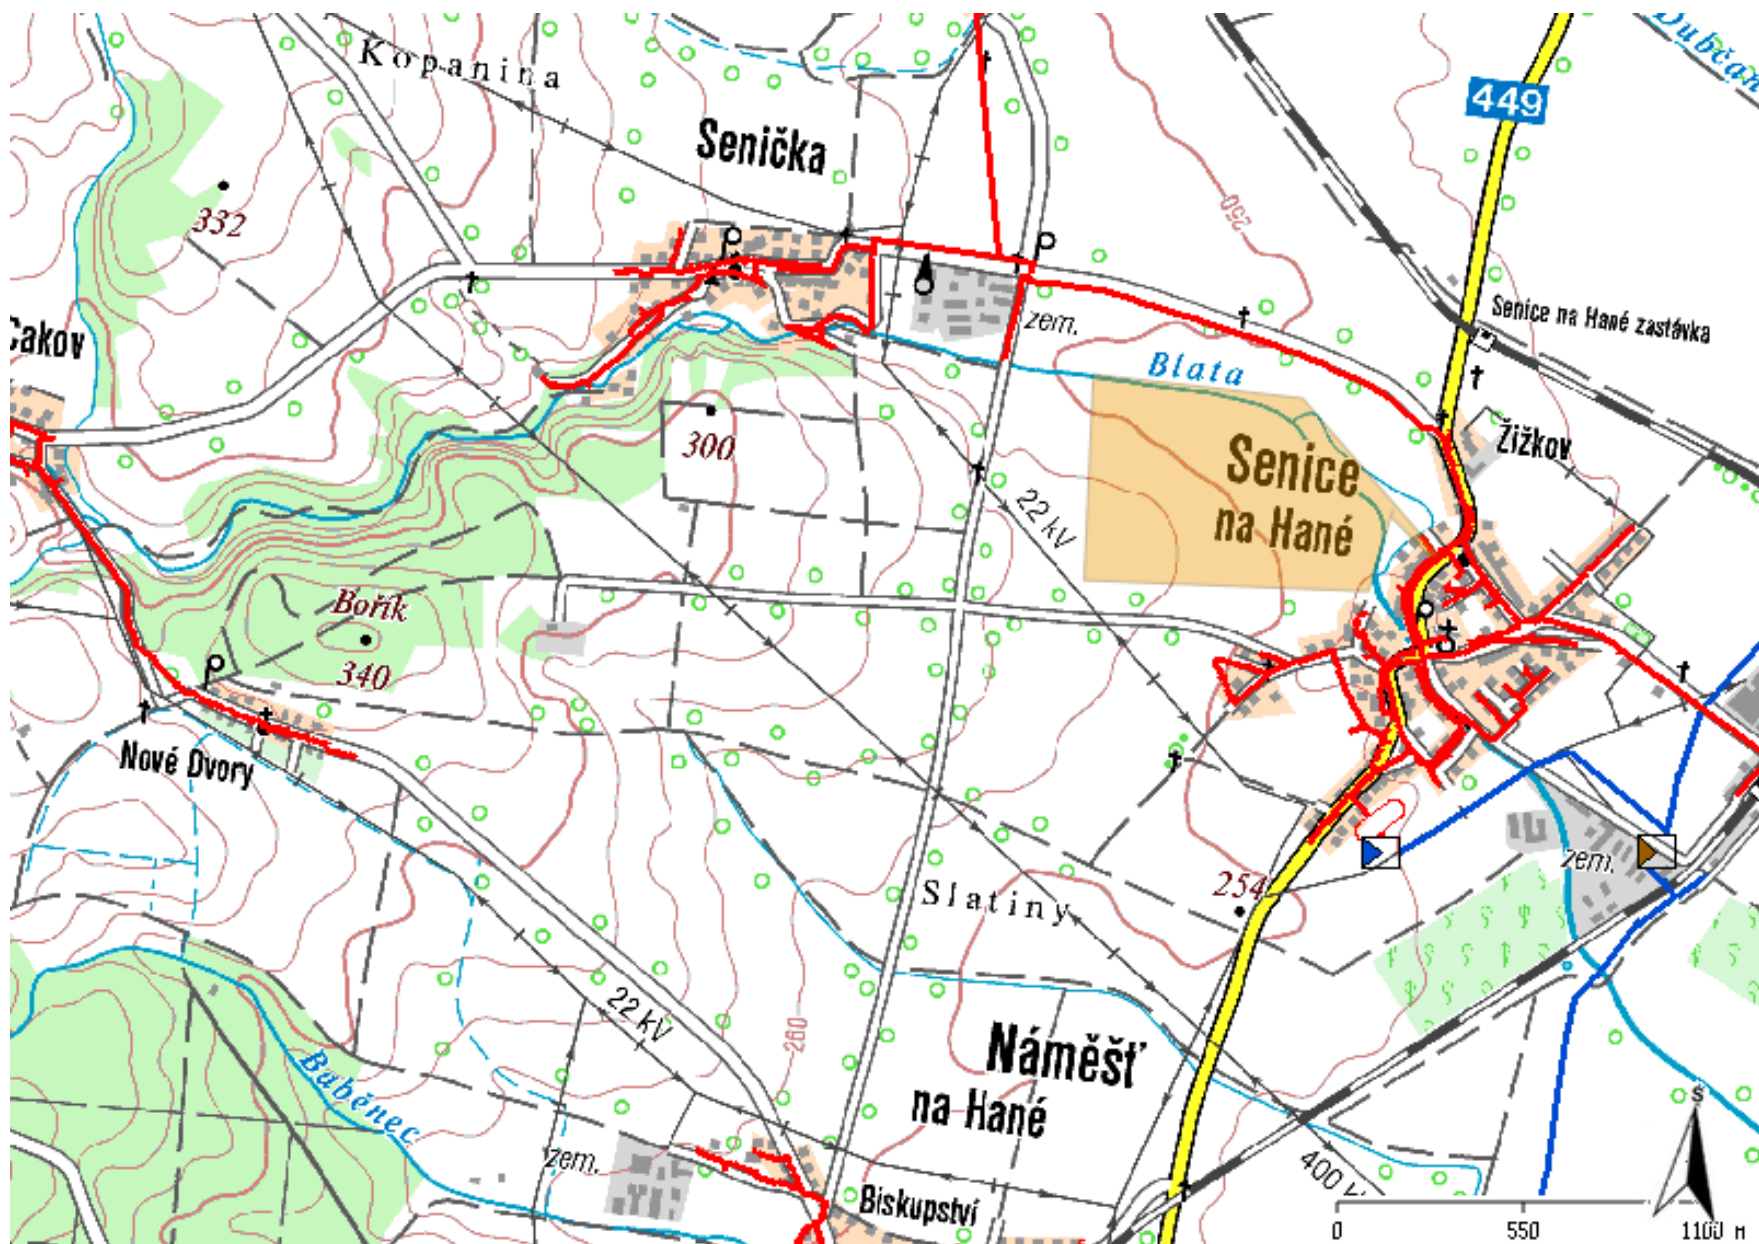 Kopanina
Dubčan
449
Senička
332
250
Senice na Hané zastávka
Cakov
zem.
Blata
300
Senice
na Hané
Žižkov
22 kV
Bořík
340
Nové Dvory
zem.
254
Slatiny
22 kV
260
Náměšť
na Hané
Baběnec
zem.
Biskupství
400 k
S
0
550
1100 m